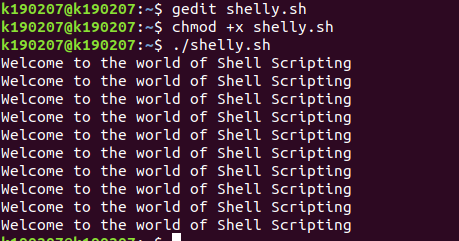 k190207@k190207:~$ gedit shelly.sh
k190207@k190207:~$ chmod +x shelly.sh
k190207@k190207:~$ ./shelly.sh
Welcome to the world of Shell Scripting
Welcome to the world of Shell Scripting
Welcome to the world of Shell Scripting
Welcome to the world of Shell Scripting
Welcome to the world of Shell Scripting
Welcome to the world of Shell Scripting
Welcome to the world of Shell Scripting
Welcome to the world of Shell Scripting
Welcome to the world of Shell Scripting
Welcome to the world of Shell Scripting
k190207@k190207:~$